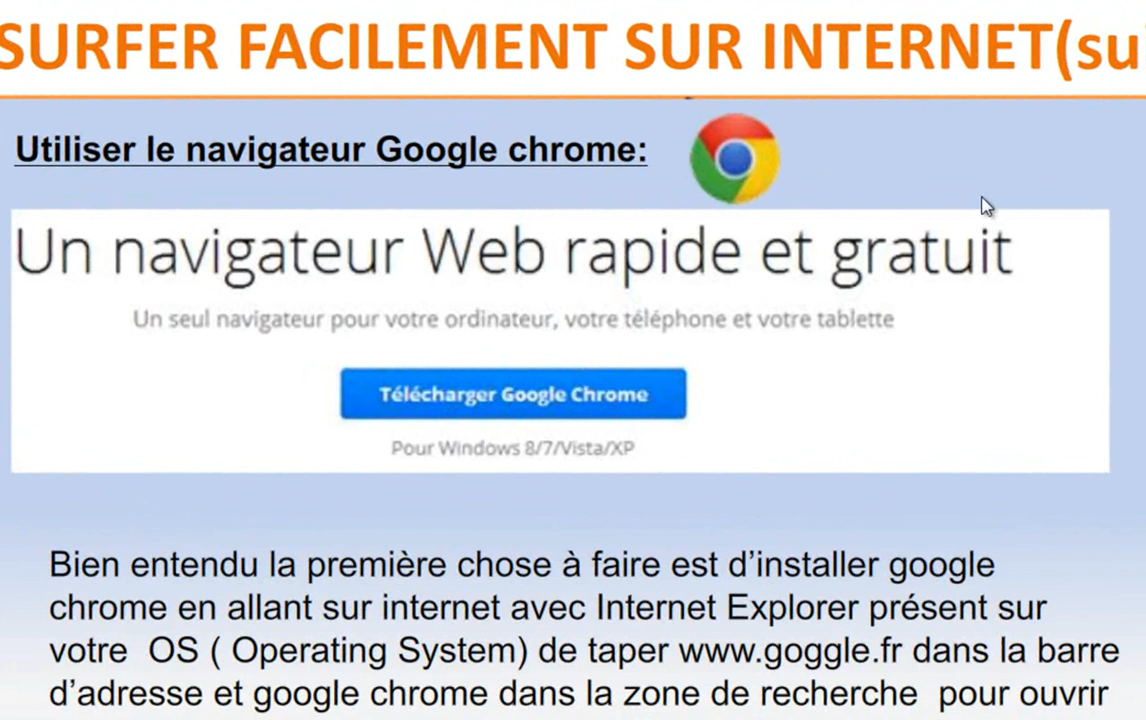 SURFER FACILEMENT SUR INTERNET(su
Utiliser le navigateur Google chrome:
Un navigateur Web rapide et gratuit
Un seul navigateur pour votre ordinateur, votre téléphone et votre tablette
Télécharger Google Chrome
Pour Windows 8/7/Vista/XP
Bien entendu la première chose à faire est d’installer google
chrome en allant sur internet avec Internet Explorer présent sur
votre  OS ( Operating System) de taper www.goggle.fr dans la barre
d’adresse et google chrome dans la zone de recherche  pour ouvrir